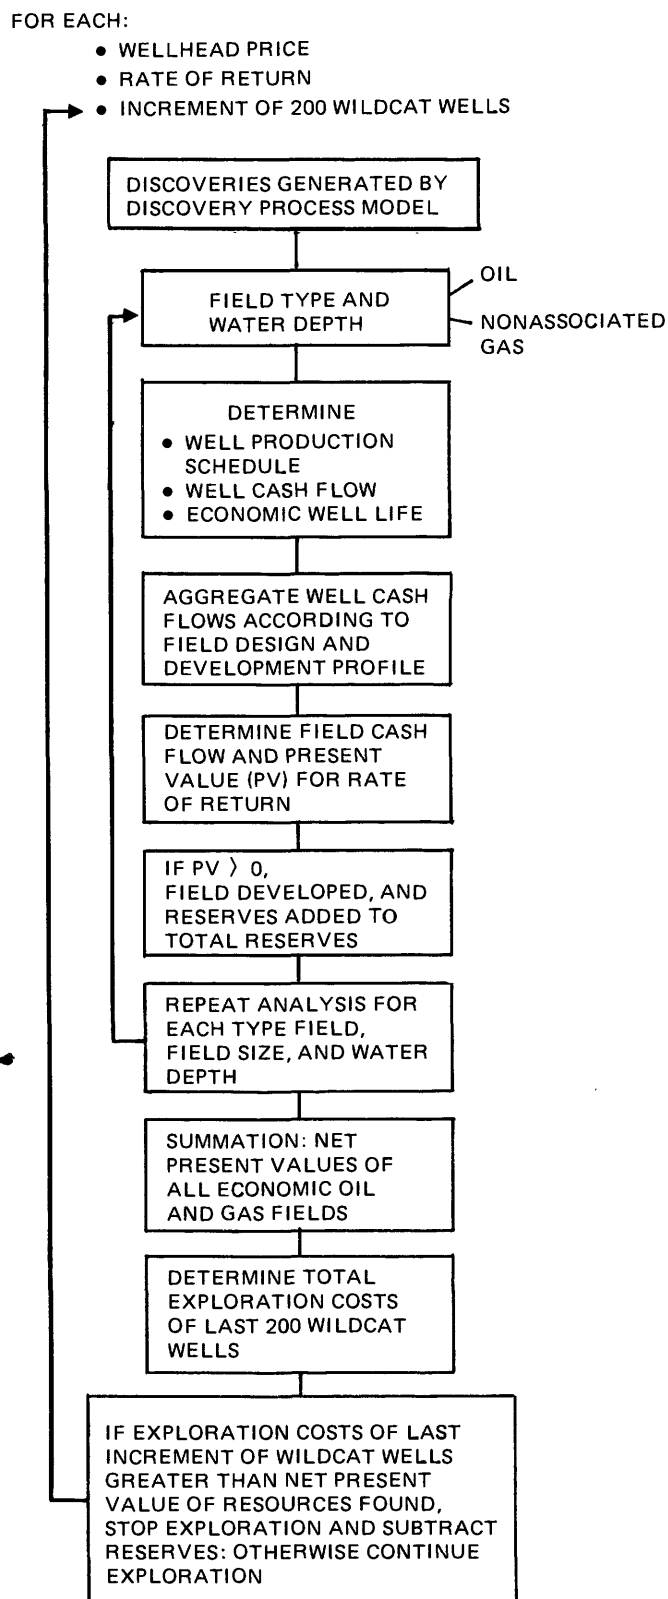 FOR EACH:
● WELLHEAD PRICE
● RATE OF RETURN
● INCREMENT OF 200 WILDCAT WELLS
DISCOVERIES GENERATED BY
DISCOVERY PROCESS MODEL
FIELD TYPE AND
WATER DEPTH
OIL
NONASSOCIATED
GAS
DETERMINE
● WELL PRODUCTION
SCHEDULE
● WELL CASH FLOW
● ECONOMIC WELL LIFE
AGGREGATE WELL CASH
FLOWS ACCORDING TO
FIELD DESIGN AND
DEVELOPMENT PROFILE
DETERMINE FIELD CASH
FLOW AND PRESENT
VALUE (PV) FOR RATE
OF RETURN
IF PV 〉 0,
FIELD DEVELOPED, AND
RESERVES ADDED TO
TOTAL RESERVES
REPEAT ANALYSIS FOR
EACH TYPE FIELD,
FIELD SIZE, AND WATER
DEPTH
SUMMATION: NET
PRESENT VALUES OF
ALL ECONOMIC OIL
AND GAS FIELDS
DETERMINE TOTAL
EXPLORATION COSTS
OF LAST 200 WILDCAT
WELLS
IF EXPLORATION COSTS OF LAST
INCREMENT OF WILDCAT WELLS
GREATER THAN NET PRESENT
VALUE OF RESOURCES FOUND,
STOP EXPLORATION AND SUBTRACT
RESERVES: OTHERWISE CONTINUE
EXPLORATION